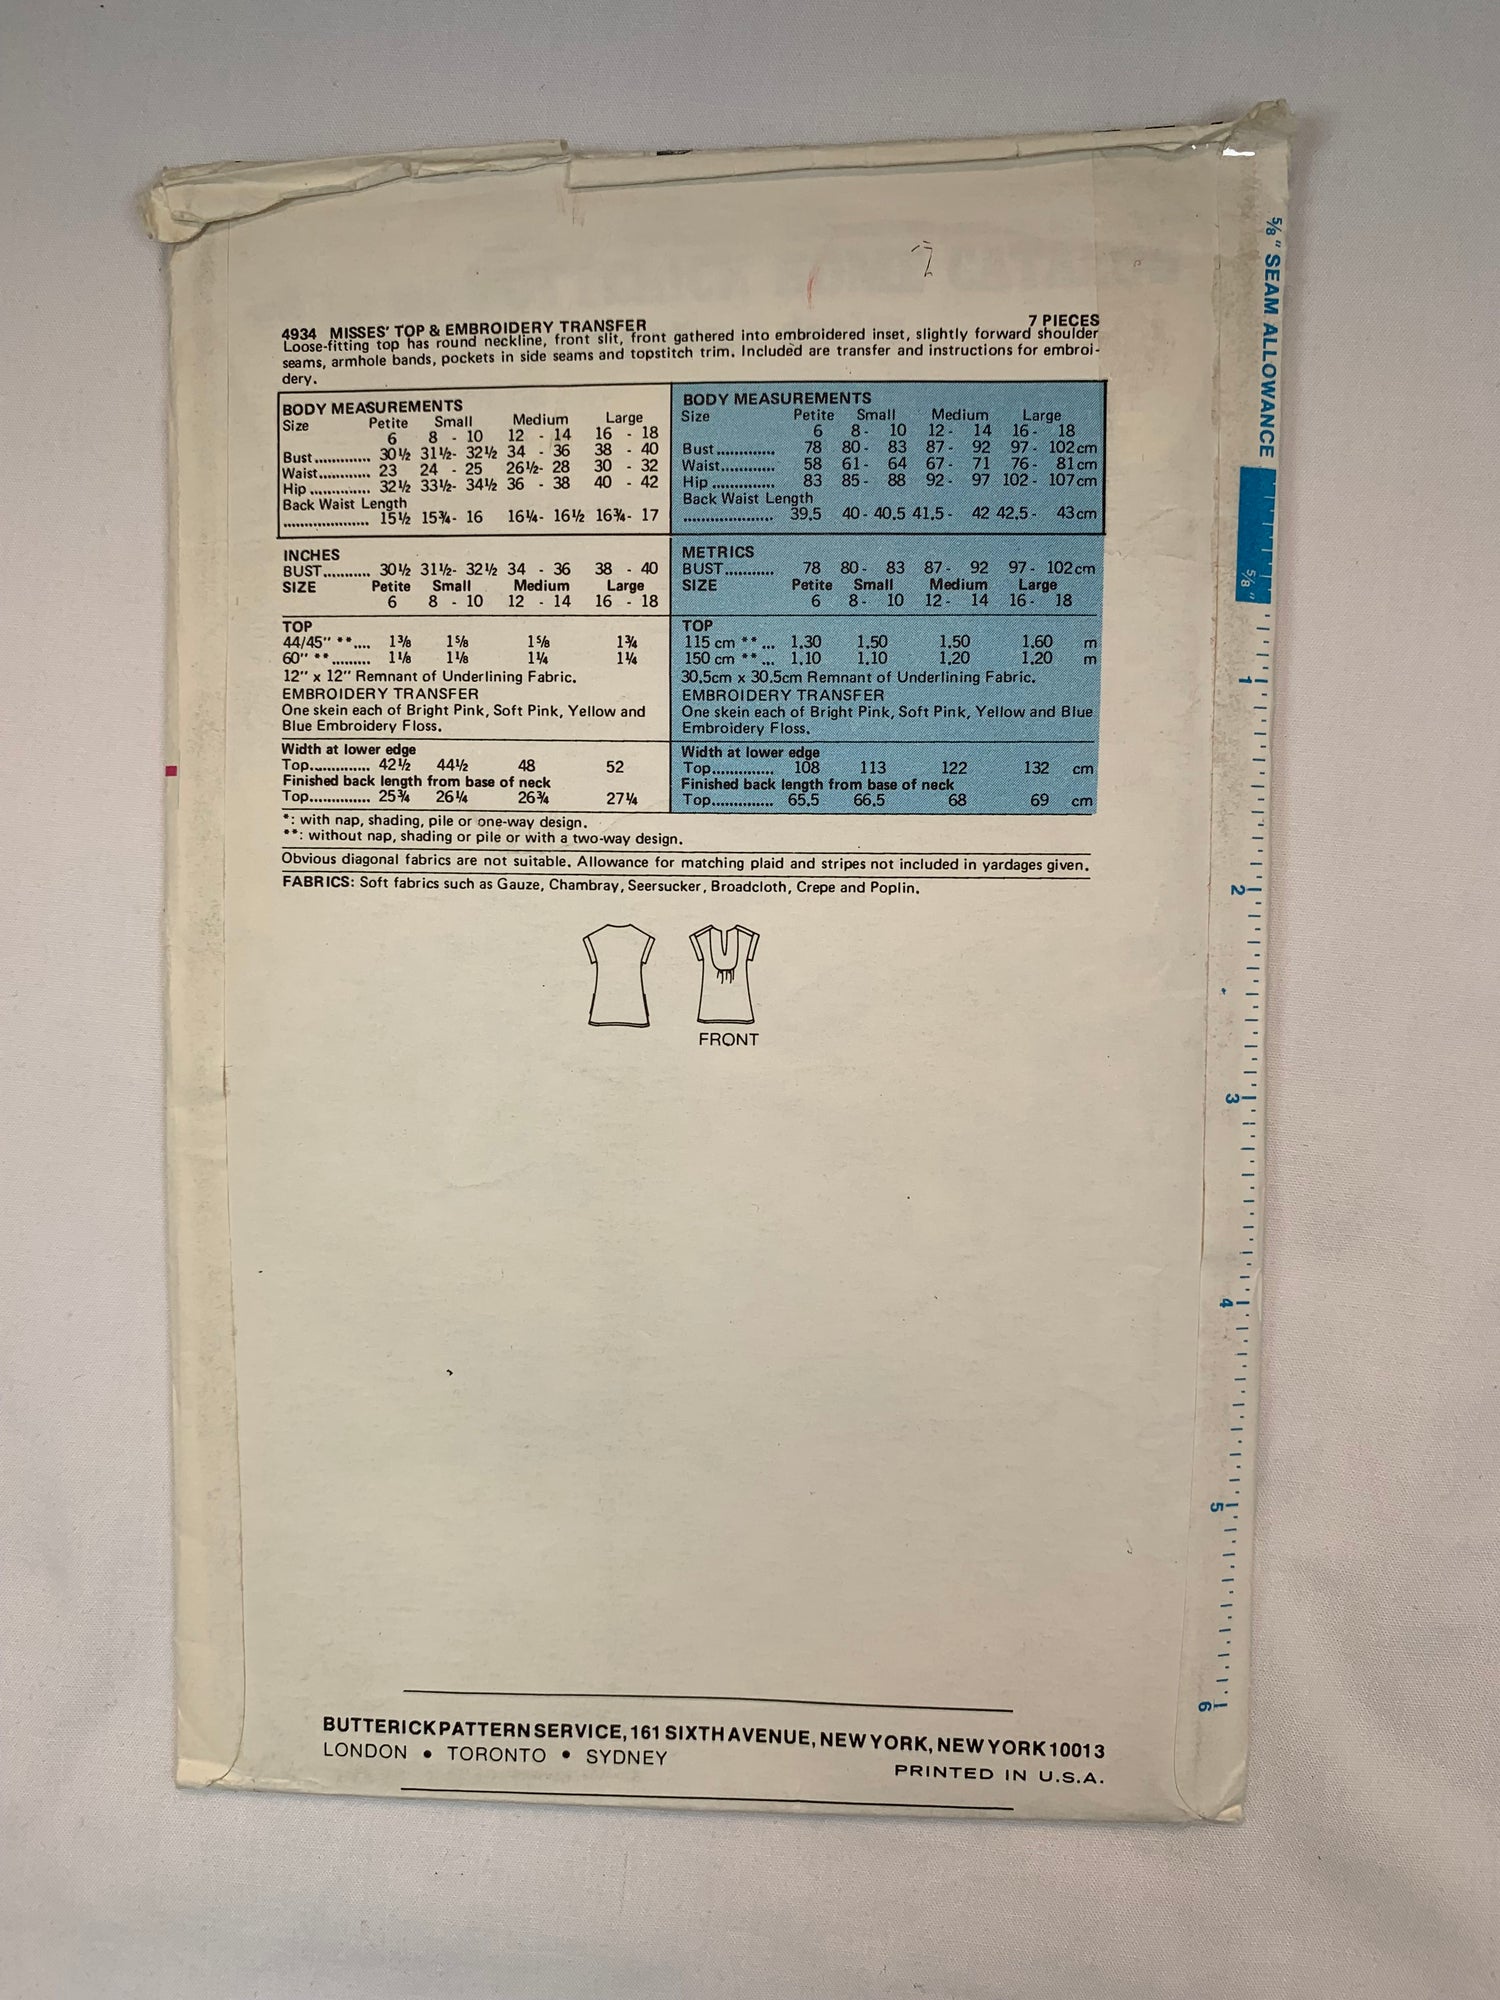 4934 MISSES' TOP & EMBROIDERY TRANSFER 7 PIECES
Loose-fitting top has round neckline, front slit, front gathered into embroidered inset, slightly forward shoulder
seams, armhole bands, pockets in side seams and topstitch trim. Included are transfer and instructions for embroi-
dery.
BODY MEASUREMENTS
Size Petite Small Medium Large
6 8 - 10 12 - 14 16 - 18
Bust............. 30½ 31½- 32½ 34 - 36 38 - 40
Waist............ 23 24 - 25 26½- 28 30 - 32
Hip .............. 32½ 33½- 34½ 36 - 38 40 - 42
Back Waist Length
..................... 15½ 15¾- 16 16¼- 16½ 16¾- 17
BODY MEASUREMENTS
Size Petite Small Medium Large
6 8- 10 12- 14 16- 18
Bust.............. 78 80- 83 87- 92 97- 102cm
Waist............. 58 61- 64 67- 71 76- 81cm
Hip ............... 83 85- 88 92- 97 102- 107cm
Back Waist Length
...................... 39.5 40- 40.5 41.5- 42 42.5- 43cm
INCHES
BUST........... 30½ 31½- 32½ 34 - 36 38 - 40
SIZE Petite Small Medium Large
6 8 - 10 12 - 14 16 - 18
TOP
44/45" **.... 1⅜ 1⅝ 1⅝ 1¾
60" **......... 1⅛ 1⅛ 1¼ 1¼
12" x 12" Remnant of Underlining Fabric.
EMBROIDERY TRANSFER
One skein each of Bright Pink, Soft Pink, Yellow and
Blue Embroidery Floss.
Width at lower edge
Top............... 42½ 44½ 48 52
Finished back length from base of neck
Top............... 25¾ 26¼ 26¾ 27¼
METRICS
BUST............ 78 80- 83 87- 92 97- 102cm
SIZE Petite Small Medium Large
6 8- 10 12- 14 16- 18
TOP
115 cm **... 1.30 1.50 1.50 1.60 m
150 cm **... 1.10 1.10 1.20 1.20 m
30.5cm x 30.5cm Remnant of Underlining Fabric.
EMBROIDERY TRANSFER
One skein each of Bright Pink, Soft Pink, Yellow and Blue
Embroidery Floss.
Width at lower edge
Top............... 108 113 122 132 cm
Finished back length from base of neck
Top............... 65.5 66.5 68 69 cm
*: with nap, shading, pile or one-way design.
**: without nap, shading or pile or with a two-way design.
Obvious diagonal fabrics are not suitable. Allowance for matching plaid and stripes not included in yardages given.
FABRICS: Soft fabrics such as Gauze, Chambray, Seersucker, Broadcloth, Crepe and Poplin.
FRONT
BUTTERICK PATTERN SERVICE, 161 SIXTH AVENUE, NEW YORK, NEW YORK 10013
LONDON • TORONTO • SYDNEY
PRINTED IN U.S.A.
⅝" SEAM ALLOWANCE
⅝"
1
2
3
4
5
6